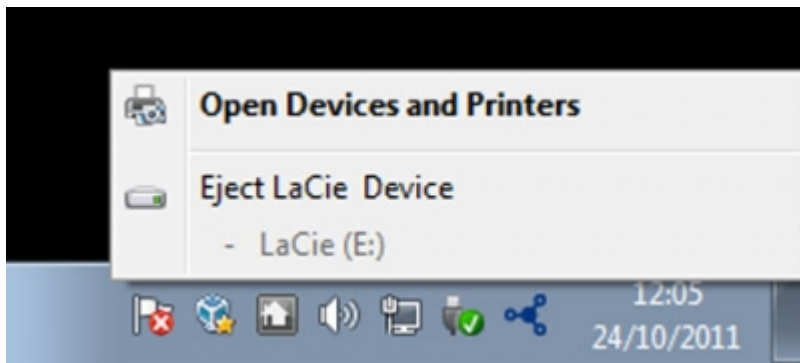 Open Devices and Printers
Eject LaCie Device
- LaCie (E:)
12:05
24/10/2011